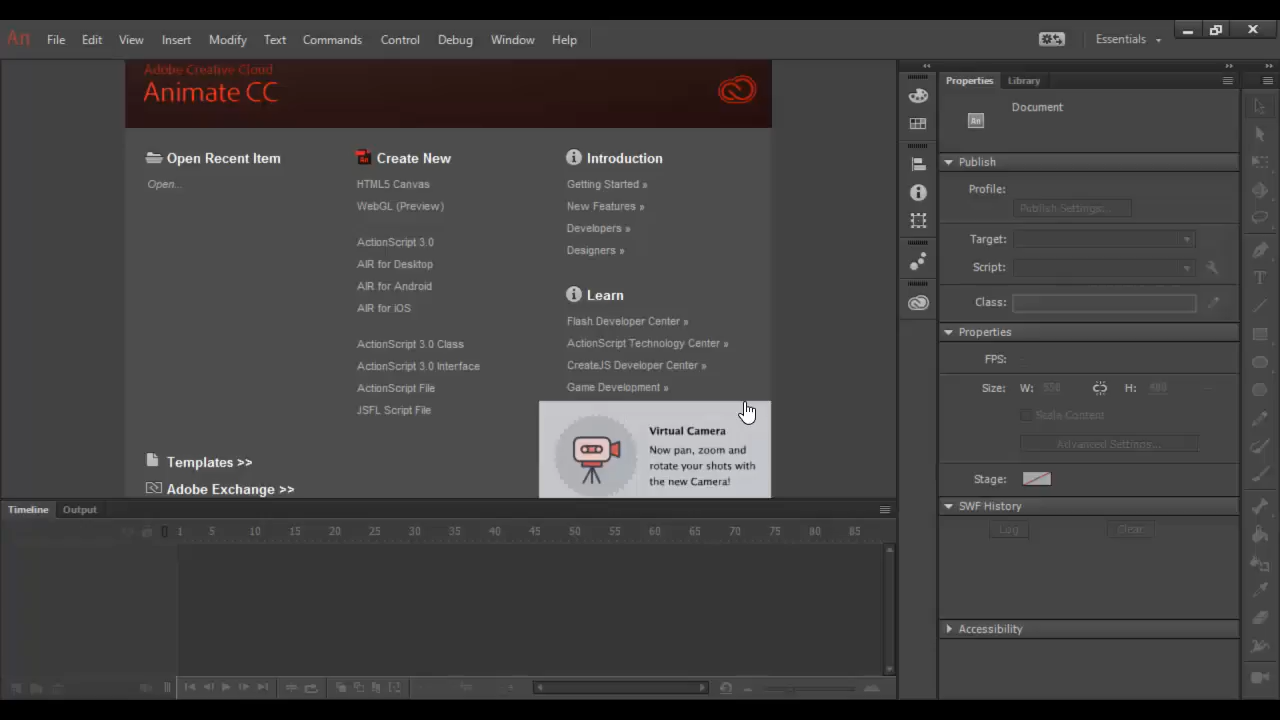 An File Edit View Insert Modify Text Commands Control Debug Window Help Essentials
Adobe Creative Cloud
Animate CC
Open Recent Item
Open...
Templates >>
Adobe Exchange >>
Create New
HTML5 Canvas
WebGL (Preview)
ActionScript 3.0
AIR for Desktop
AIR for Android
AIR for iOS
ActionScript 3.0 Class
ActionScript 3.0 Interface
ActionScript File
JSFL Script File
Introduction
Getting Started »
New Features »
Developers »
Designers »
Learn
Flash Developer Center »
ActionScript Technology Center »
CreateJS Developer Center »
Game Development »
Virtual Camera
Now pan, zoom and
rotate your shots with
the new Camera!
Timeline Output
1 5 10 15 20 25 30 35 40 45 50 55 60 65 70 75 80 85
Properties Library
An Document
Publish
Profile:
Publish Settings...
Target:
Script:
Class:
Properties
FPS: -
Size: W: 550 H: 400
Scale Content
Advanced Settings...
Stage:
SWF History
Log Clear
Accessibility